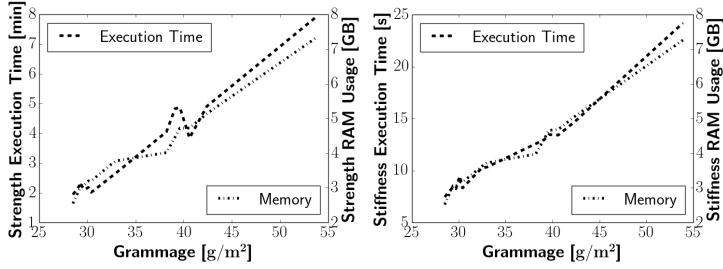 Strength Execution Time [min]
8
7
6
5
4
3
2
1
25 30 35 40 45 50 55
Grammage [g/m²]
8
7
6
5
4
3
2
Strength RAM Usage [GB]
Execution Time
Memory
Stiffness Execution Time [s]
25
20
15
10
5
25 30 35 40 45 50 55
Grammage [g/m²]
8
7
6
5
4
3
2
Stiffness RAM Usage [GB]
Execution Time
Memory